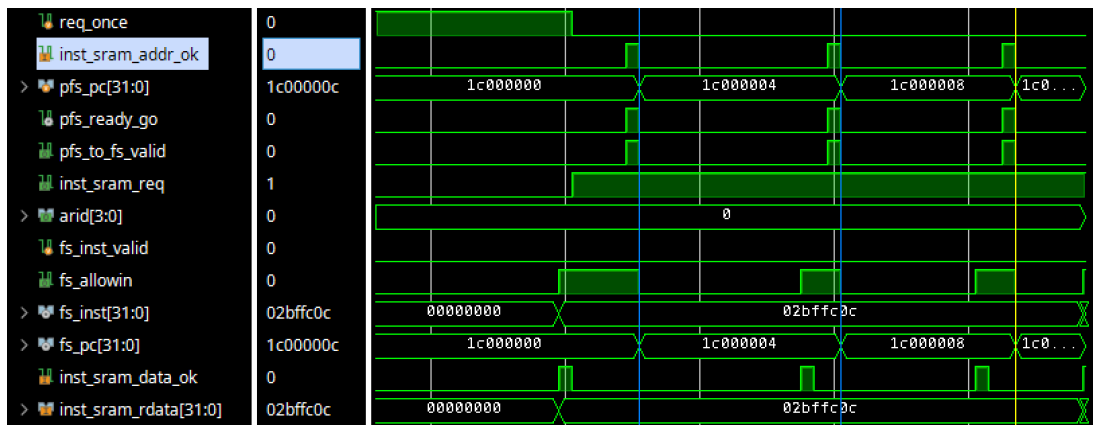 req_once 0
inst_sram_addr_ok 0
pfs_pc[31:0] 1c00000c 1c000000 1c000004 1c000008 1c0...
pfs_ready_go 0
pfs_to_fs_valid 0
inst_sram_req 1
arid[3:0] 0 0
fs_inst_valid 0
fs_allowin 0
fs_inst[31:0] 02bffc0c 00000000 02bffc0c
fs_pc[31:0] 1c00000c 1c000000 1c000004 1c000008 1c0...
inst_sram_data_ok 0
inst_sram_rdata[31:0] 02bffc0c 00000000 02bffc0c